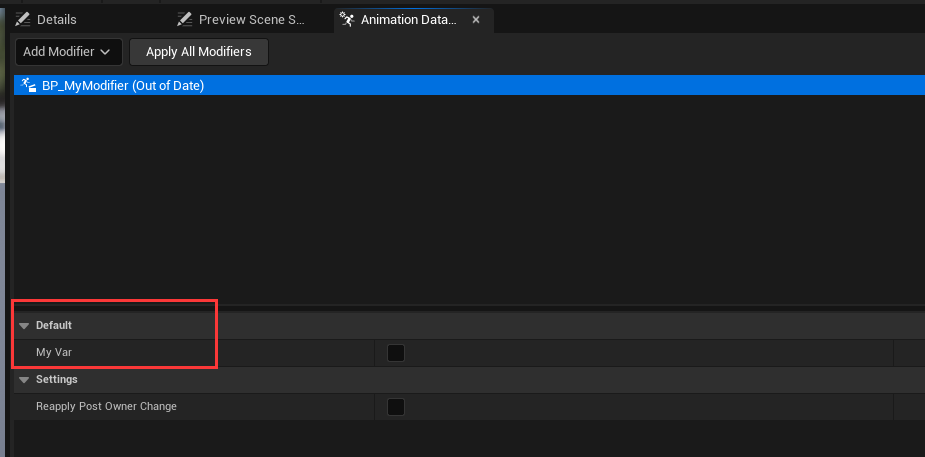 Details
Preview Scene S...
Animation Data...
Add Modifier
Apply All Modifiers
BP_MyModifier (Out of Date)
Default
My Var
Settings
Reapply Post Owner Change